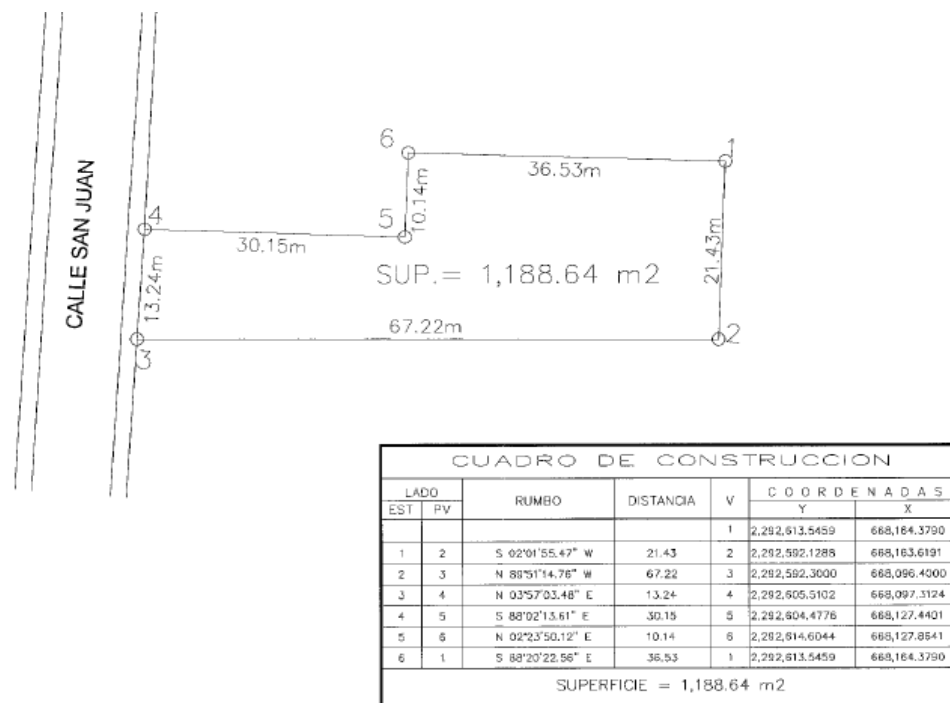 6
1
36.53m
10.14m
4
5
30.15m
21.43m
CALLE SAN JUAN
SUP.= 1,188.64 m2
13.24m
67.22m
3
2
CUADRO DE CONSTRUCCION
LADO RUMBO DISTANCIA V COORDENADAS
EST PV Y X
1 2,292,613.5459 668,164.3790
1 2 S 02°01'55.47" W 21.43 2 2,292,592.1288 668,163.6191
2 3 N 89°51'14.76" W 67.22 3 2,292,592.3000 668,096.4000
3 4 N 03°57'03.48" E 13.24 4 2,292,605.5102 668,097.3124
4 5 S 88°02'13.61" E 30.15 5 2,292,604.4776 668,127.4401
5 6 N 02°23'50.12" E 10.14 6 2,292,614.6044 668,127.8641
6 1 S 88°20'22.56" E 36.53 1 2,292,613.5459 668,164.3790
SUPERFICIE = 1,188.64 m2